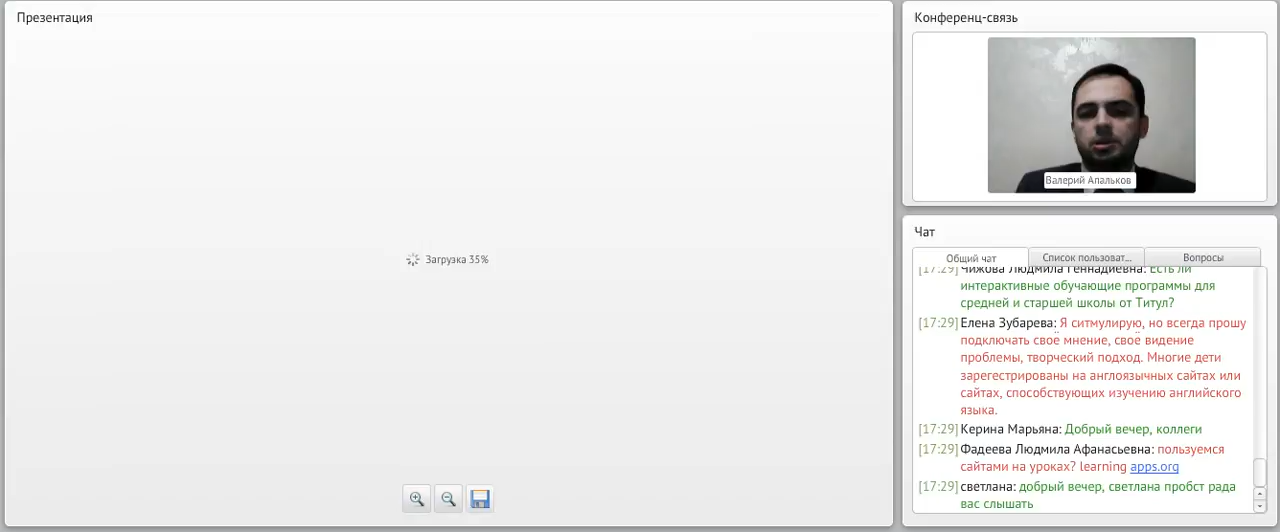 Презентация
Загрузка 35%
Конференц-связь
Валерий Апальков
Чат
Общий чат
Список пользоват...
Вопросы
[17:29] Чижова Людмила Геннадиевна: Есть ли
интерактивные обучающие программы для
средней и старшей школы от Титул?
[17:29] Елена Зубарева: Я ситмулирую, но всегда прошу
подключать своё мнение, своё видение
проблемы, творческий подход. Многие дети
зарегестрированы на англоязычных сайтах или
сайтах, способствующих изучению английского
языка.
[17:29] Керина Марьяна: Добрый вечер, коллеги
[17:29] Фадеева Людмила Афанасьевна: пользуемся
сайтами на уроках? learning apps.org
[17:29] светлана: добрый вечер, светлана пробст рада
вас слышать